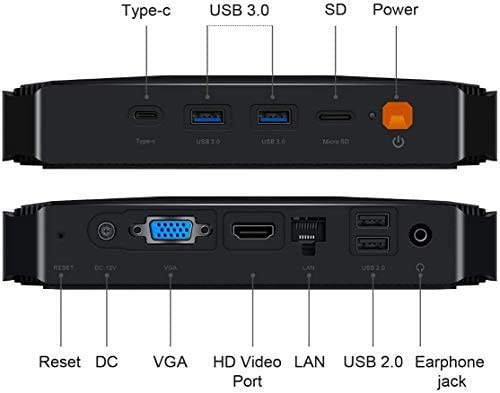 Type-c USB 3.0 SD Power
Type-c USB 3.0 USB 3.0 Micro SD
RESET DC-12V VGA LAN USB 2.0
Reset DC VGA HD Video LAN USB 2.0 Earphone
Port jack